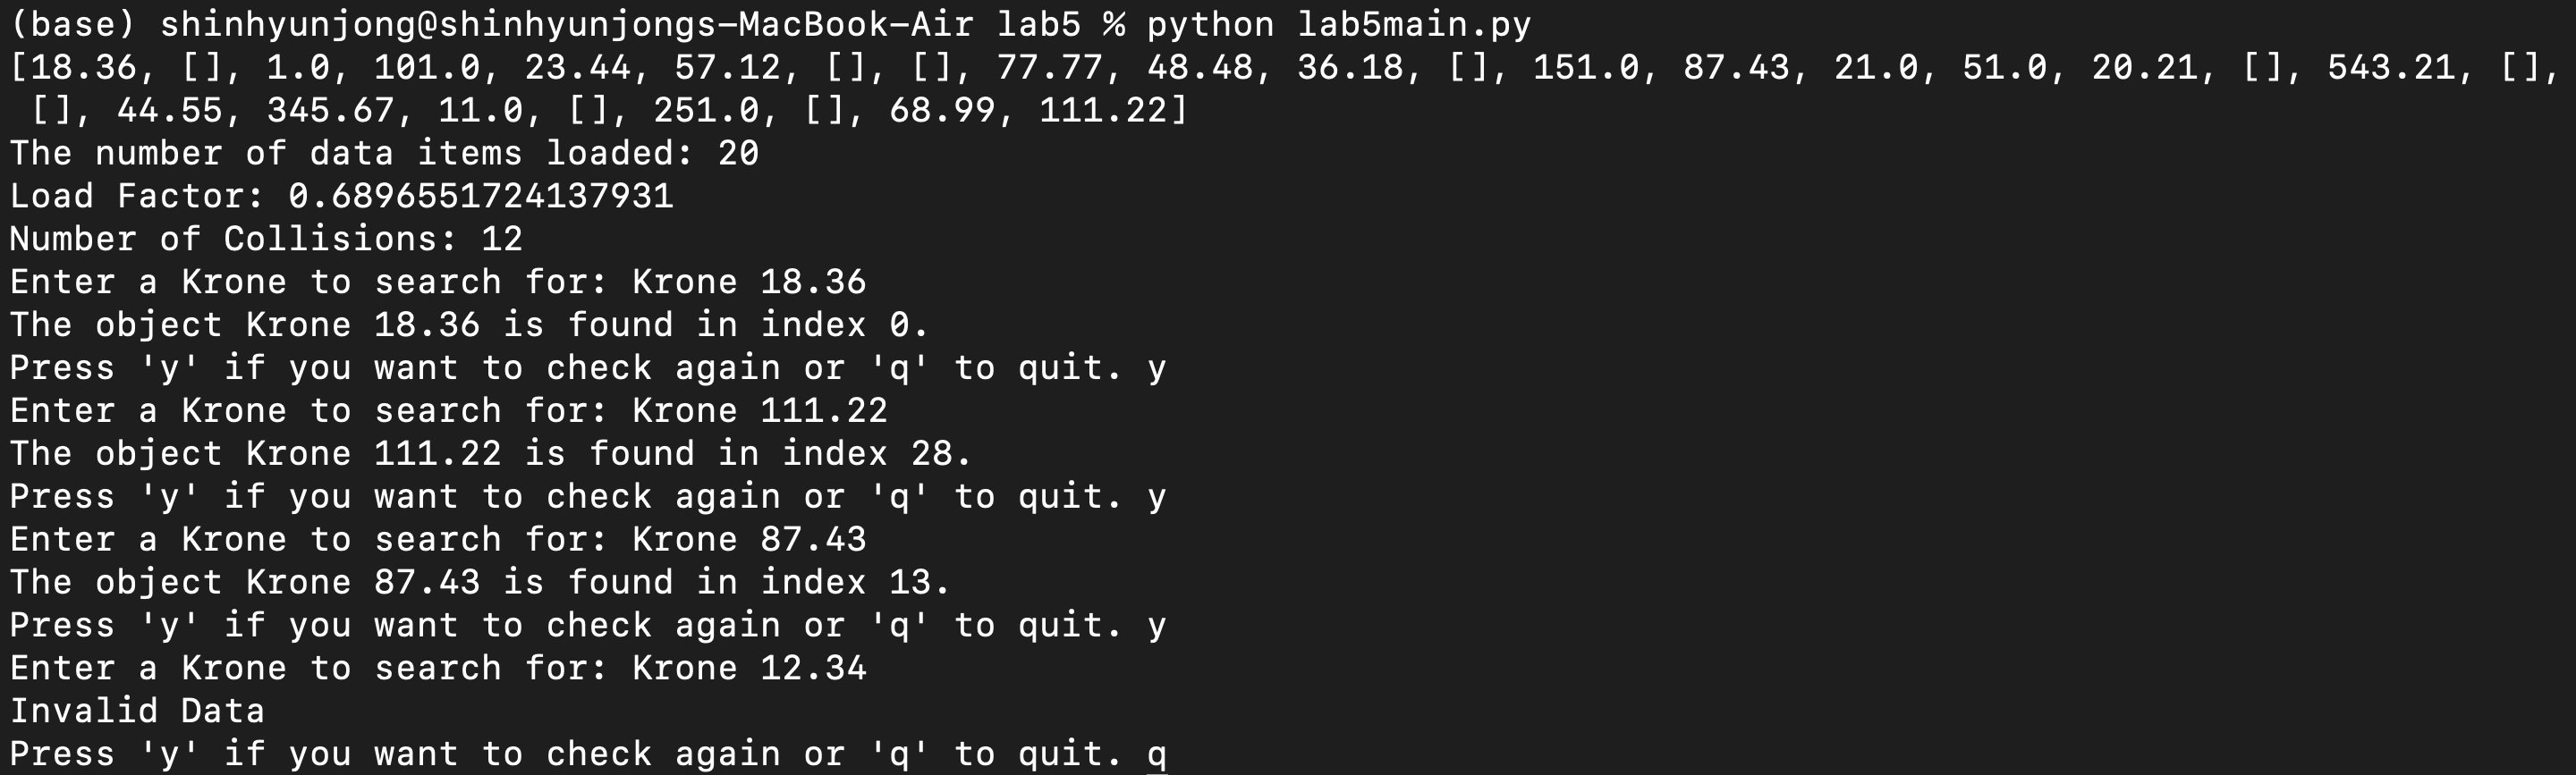 (base) shinhyunjong@shinhyunjongs-MacBook-Air lab5 % python lab5main.py
[18.36, [], 1.0, 101.0, 23.44, 57.12, [], [], 77.77, 48.48, 36.18, [], 151.0, 87.43, 21.0, 51.0, 20.21, [], 543.21, [],
 [], 44.55, 345.67, 11.0, [], 251.0, [], 68.99, 111.22]
The number of data items loaded: 20
Load Factor: 0.6896551724137931
Number of Collisions: 12
Enter a Krone to search for: Krone 18.36
The object Krone 18.36 is found in index 0.
Press 'y' if you want to check again or 'q' to quit. y
Enter a Krone to search for: Krone 111.22
The object Krone 111.22 is found in index 28.
Press 'y' if you want to check again or 'q' to quit. y
Enter a Krone to search for: Krone 87.43
The object Krone 87.43 is found in index 13.
Press 'y' if you want to check again or 'q' to quit. y
Enter a Krone to search for: Krone 12.34
Invalid Data
Press 'y' if you want to check again or 'q' to quit. q